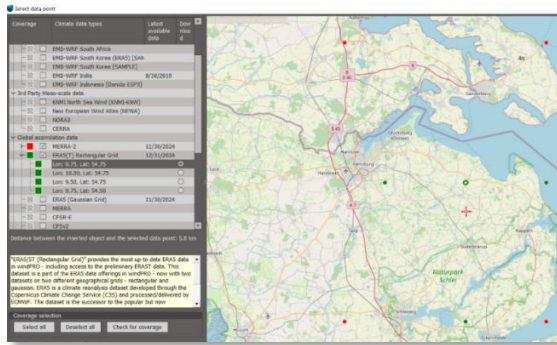 Select data point
Coverage Climate data types Latest available date
EMD-WRF South Africa
EMD-WRF South Korea (ERA5) [SAM
EMD-WRF South Korea [SAMPLE]
EMD-WRF India 8/26/2019
EMD-WRF Indonesia [Danida ESP3]
3rd Party Meso-scale data
KNMI North Sea Wind (KNMI-KNW)
New European Wind Atlas (NEWA)
NORA3
CERRA
Global assimilation data
MERRA-2 11/30/2024
ERA5(T) Rectangular Grid 12/31/2024
Lon: 9.75, Lat: 54.75
Lon: 10.00, Lat: 54.75
Lon: 9.50, Lat: 54.75
Lon: 9.75, Lat: 54.50
ERA5 (Gaussian Grid) 11/30/2024
MERRA
CFSR-E
CFSv2
Distance between the inserted object and the selected data point: 5.8 km
"ERA5/5T (Rectangular Grid)" provides the most up-to date ERA5 data
in windPRO - including access to the preliminary ERA5T data. This
dataset is a part of the ERA5 data offerings in windPRO - now with two
datasets on two different geographical grids - rectangular and
gaussian. ERA5 is a climate reanalysis dataset developed through the
Copernicus Climate Change Service (C3S) and processed/delivered by
ECMWF. The dataset is the successor to the popular but now
Coverage selection
Select all Deselect all Check for coverage
Naturpark
Schlei